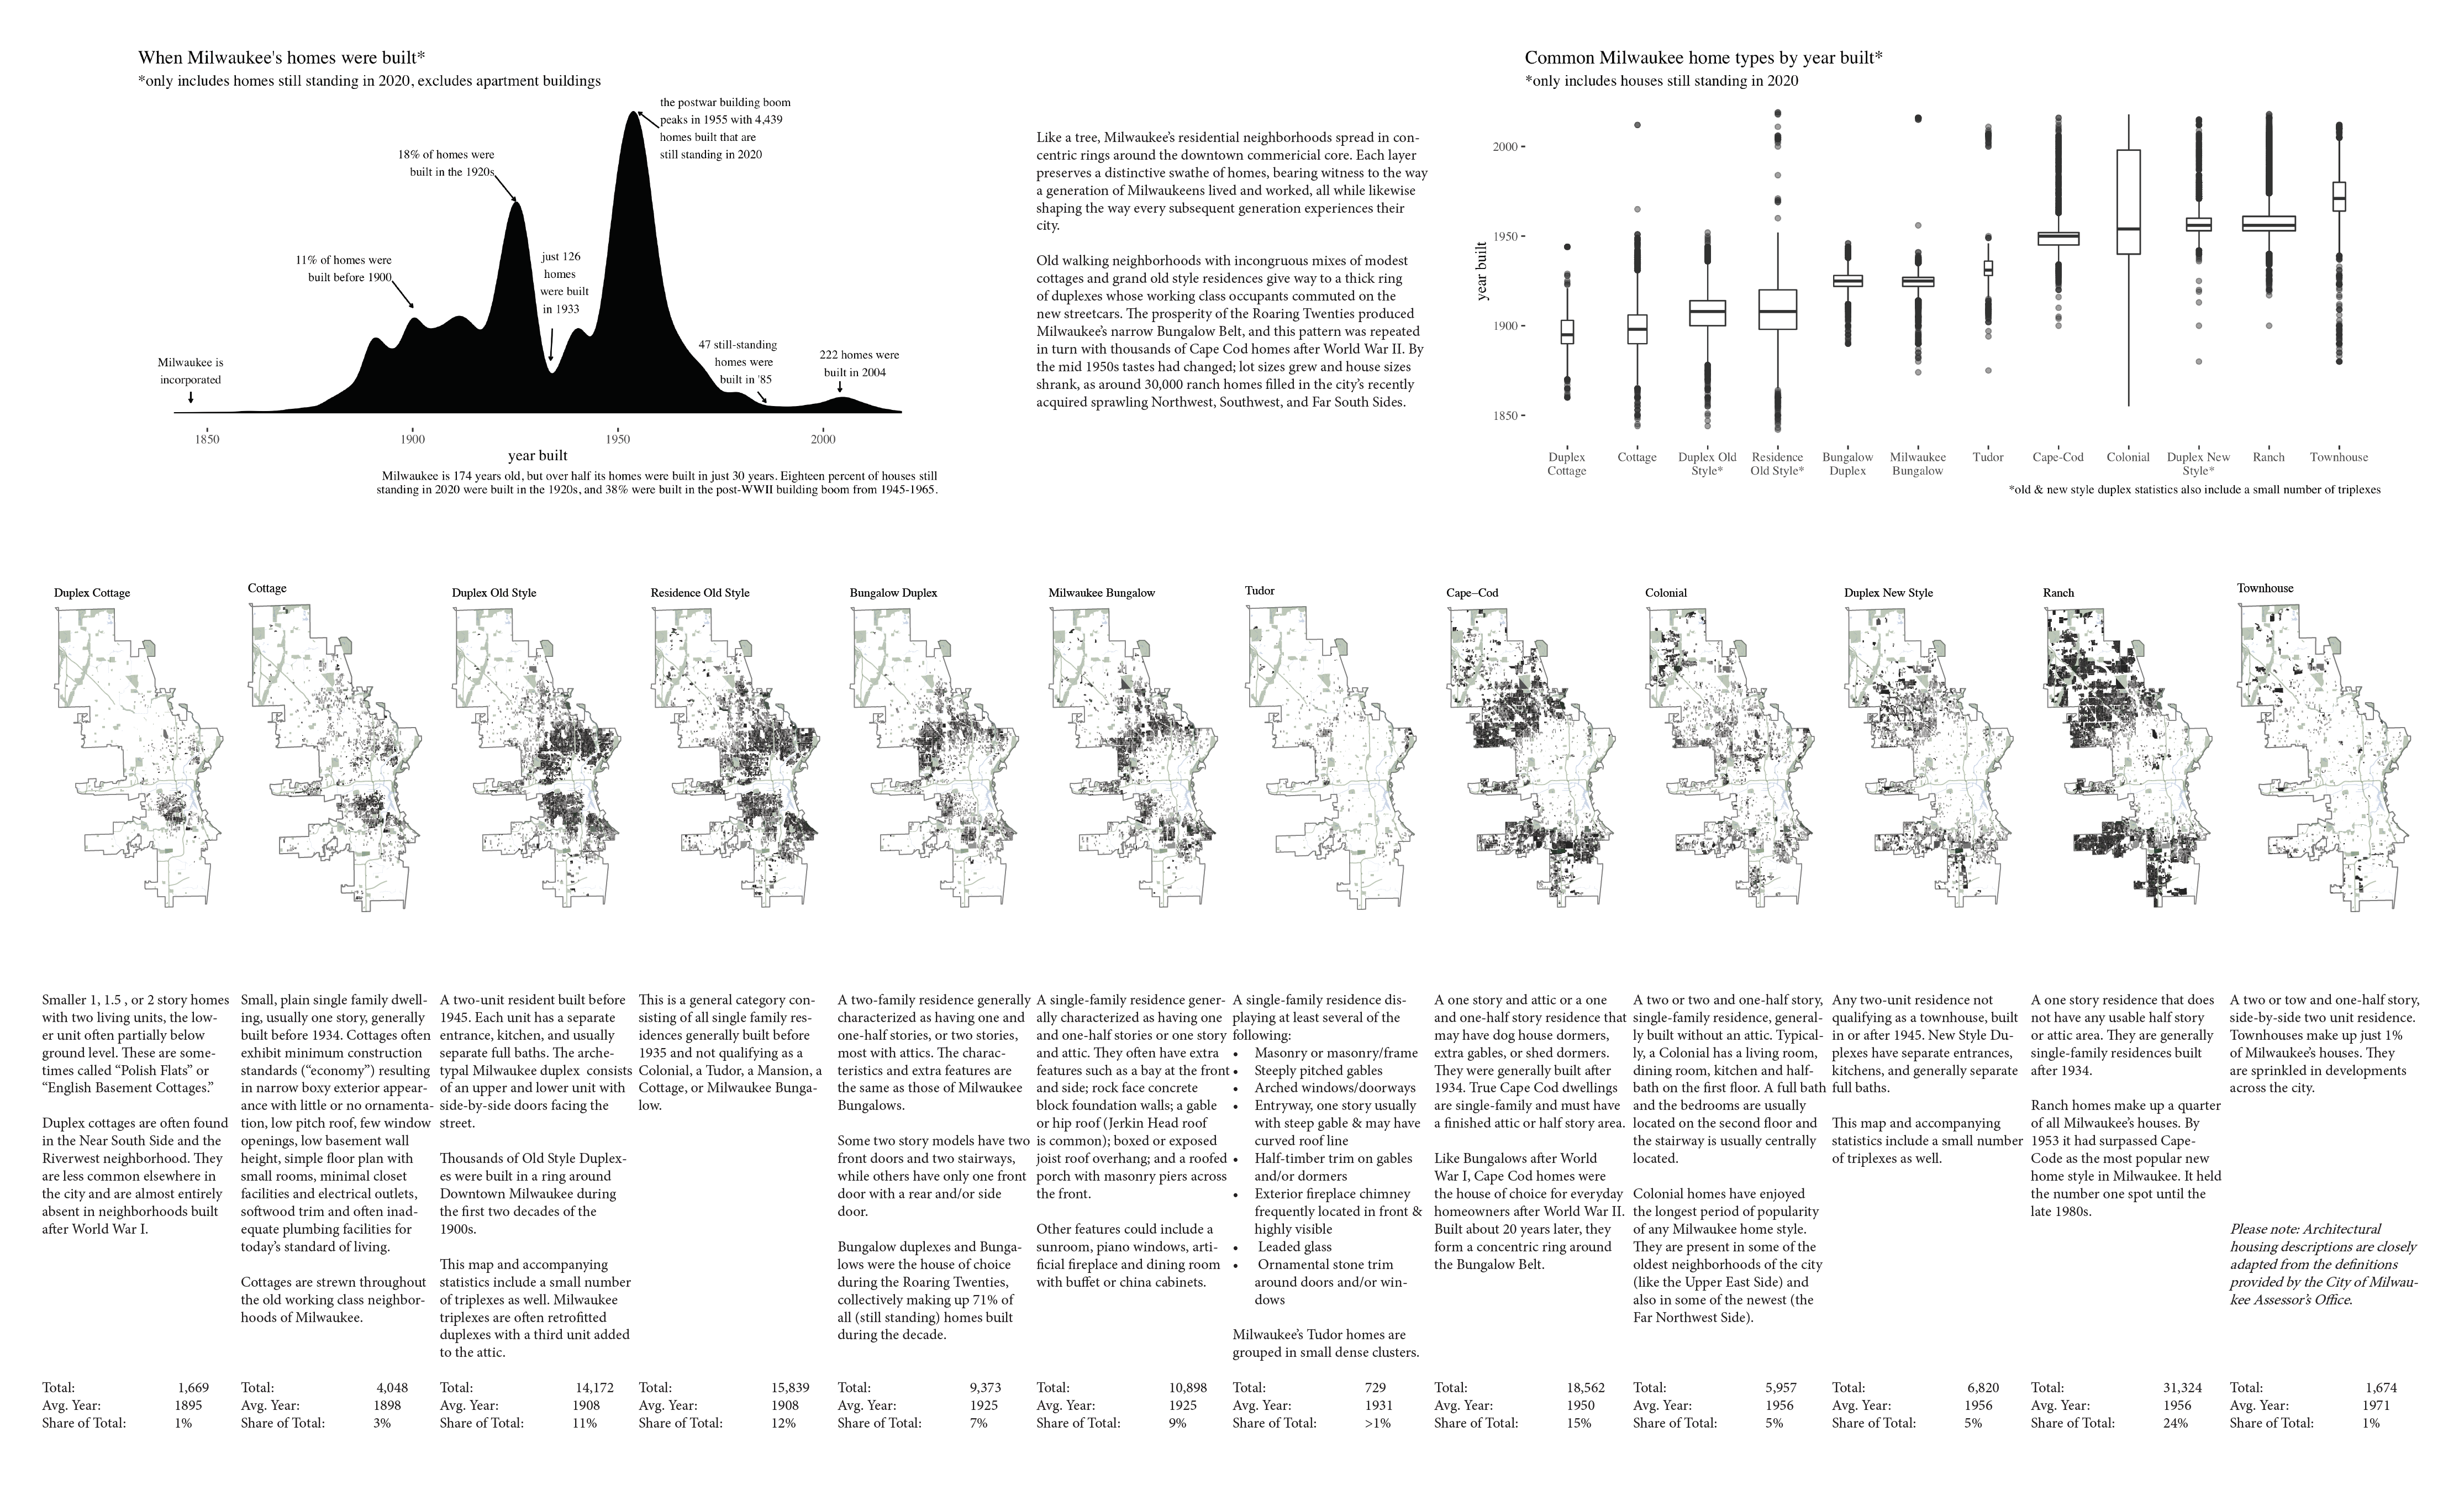 When Milwaukee's homes were built*
*only includes homes still standing in 2020, excludes apartment buildings
the postwar building boom
peaks in 1955 with 4,439
homes built that are
still standing in 2020
18% of homes were
built in the 1920s
11% of homes were
built before 1900
just 126
homes
were built
in 1933
47 still-standing
homes were
built in '85
222 homes were
built in 2004
Milwaukee is
incorporated
1850
1900
1950
2000
year built
Milwaukee is 174 years old, but over half its homes were built in just 30 years. Eighteen percent of houses still
standing in 2020 were built in the 1920s, and 38% were built in the post-WWII building boom from 1945-1965.
Like a tree, Milwaukee's residential neighborhoods spread in con-
centric rings around the downtown commericial core. Each layer
preserves a distinctive swathe of homes, bearing witness to the way
a generation of Milwaukeens lived and worked, all while likewise
shaping the way every subsequent generation experiences their
city.
Old walking neighborhoods with incongruous mixes of modest
cottages and grand old style residences give way to a thick ring
of duplexes whose working class occupants commuted on the
new streetcars. The prosperity of the Roaring Twenties produced
Milwaukee's narrow Bungalow Belt, and this pattern was repeated
in turn with thousands of Cape Cod homes after World War II. By
the mid 1950s tastes had changed; lot sizes grew and house sizes
shrank, as around 30,000 ranch homes filled in the city's recently
acquired sprawling Northwest, Southwest, and Far South Sides.
Common Milwaukee home types by year built*
*only includes houses still standing in 2020
year built
2000
1950
1900
1850
Duplex
Cottage
Cottage
Duplex Old
Style*
Residence
Old Style*
Bungalow
Duplex
Milwaukee
Bungalow
Tudor
Cape-Cod
Colonial
Duplex New
Style*
Ranch
Townhouse
*old & new style duplex statistics also include a small number of triplexes
Duplex Cottage
Cottage
Duplex Old Style
Residence Old Style
Bungalow Duplex
Milwaukee Bungalow
Tudor
Cape–Cod
Colonial
Duplex New Style
Ranch
Townhouse
Smaller 1, 1.5 , or 2 story homes
with two living units, the low-
er unit often partially below
ground level. These are some-
times called “Polish Flats” or
“English Basement Cottages.”
Duplex cottages are often found
in the Near South Side and the
Riverwest neighborhood. They
are less common elsewhere in
the city and are almost entirely
absent in neighborhoods built
after World War I.
Total: 1,669
Avg. Year: 1895
Share of Total: 1%
Small, plain single family dwell-
ing, usually one story, generally
built before 1934. Cottages often
exhibit minimum construction
standards (“economy”) resulting
in narrow boxy exterior appear-
ance with little or no ornamenta-
tion, low pitch roof, few window
openings, low basement wall
height, simple floor plan with
small rooms, minimal closet
facilities and electrical outlets,
softwood trim and often inad-
equate plumbing facilities for
today's standard of living.
Cottages are strewn throughout
the old working class neighbor-
hoods of Milwaukee.
Total: 4,048
Avg. Year: 1898
Share of Total: 3%
A two-unit resident built before
1945. Each unit has a separate
entrance, kitchen, and usually
separate full baths. The arche-
typal Milwaukee duplex consists
of an upper and lower unit with
side-by-side doors facing the
street.
Thousands of Old Style Duplex-
es were built in a ring around
Downtown Milwaukee during
the first two decades of the
1900s.
This map and accompanying
statistics include a small number
of triplexes as well. Milwaukee
triplexes are often retrofitted
duplexes with a third unit added
to the attic.
Total: 14,172
Avg. Year: 1908
Share of Total: 11%
This is a general category con-
sisting of all single family res-
idences generally built before
1935 and not qualifying as a
Colonial, a Tudor, a Mansion, a
Cottage, or Milwaukee Bunga-
low.
Total: 15,839
Avg. Year: 1908
Share of Total: 12%
A two-family residence generally
characterized as having one and
one-half stories, or two stories,
most with attics. The charac-
teristics and extra features are
the same as those of Milwaukee
Bungalows.
Some two story models have two
front doors and two stairways,
while others have only one front
door with a rear and/or side
door.
Bungalow duplexes and Bunga-
lows were the house of choice
during the Roaring Twenties,
collectively making up 71% of
all (still standing) homes built
during the decade.
Total: 9,373
Avg. Year: 1925
Share of Total: 7%
A single-family residence gener-
ally characterized as having one
and one-half stories or one story
and attic. They often have extra
features such as a bay at the front
and side; rock face concrete
block foundation walls; a gable
or hip roof (Jerkin Head roof
is common); boxed or exposed
joist roof overhang; and a roofed
porch with masonry piers across
the front.
Other features could include a
sunroom, piano windows, arti-
ficial fireplace and dining room
with buffet or china cabinets.
Total: 10,898
Avg. Year: 1925
Share of Total: 9%
A single-family residence dis-
playing at least several of the
following:
• Masonry or masonry/frame
• Steeply pitched gables
• Arched windows/doorways
• Entryway, one story usually
with steep gable & may have
curved roof line
• Half-timber trim on gables
and/or dormers
• Exterior fireplace chimney
frequently located in front &
highly visible
• Leaded glass
• Ornamental stone trim
around doors and/or win-
dows
Milwaukee's Tudor homes are
grouped in small dense clusters.
Total: 729
Avg. Year: 1931
Share of Total: >1%
A one story and attic or a one
and one-half story residence that
may have dog house dormers,
extra gables, or shed dormers.
They were generally built after
1934. True Cape Cod dwellings
are single-family and must have
a finished attic or half story area.
Like Bungalows after World
War I, Cape Cod homes were
the house of choice for everyday
homeowners after World War II.
Built about 20 years later, they
form a concentric ring around
the Bungalow Belt.
Total: 18,562
Avg. Year: 1950
Share of Total: 15%
A two or two and one-half story,
single-family residence, general-
ly built without an attic. Typical-
ly, a Colonial has a living room,
dining room, kitchen and half-
bath on the first floor. A full bath
and the bedrooms are usually
located on the second floor and
the stairway is usually centrally
located.
Colonial homes have enjoyed
the longest period of popularity
of any Milwaukee home style.
They are present in some of the
oldest neighborhoods of the city
(like the Upper East Side) and
also in some of the newest (the
Far Northwest Side).
Total: 5,957
Avg. Year: 1956
Share of Total: 5%
Any two-unit residence not
qualifying as a townhouse, built
in or after 1945. New Style Du-
plexes have separate entrances,
kitchens, and generally separate
full baths.
This map and accompanying
statistics include a small number
of triplexes as well.
Total: 6,820
Avg. Year: 1956
Share of Total: 5%
A one story residence that does
not have any usable half story
or attic area. They are generally
single-family residences built
after 1934.
Ranch homes make up a quarter
of all Milwaukee's houses. By
1953 it had surpassed Cape-
Code as the most popular new
home style in Milwaukee. It held
the number one spot until the
late 1980s.
Total: 31,324
Avg. Year: 1956
Share of Total: 24%
A two or tow and one-half story,
side-by-side two unit residence.
Townhouses make up just 1%
of Milwaukee's houses. They
are sprinkled in developments
across the city.
Please note: Architectural
housing descriptions are closely
adapted from the definitions
provided by the City of Milwau-
kee Assessor's Office.
Total: 1,674
Avg. Year: 1971
Share of Total: 1%